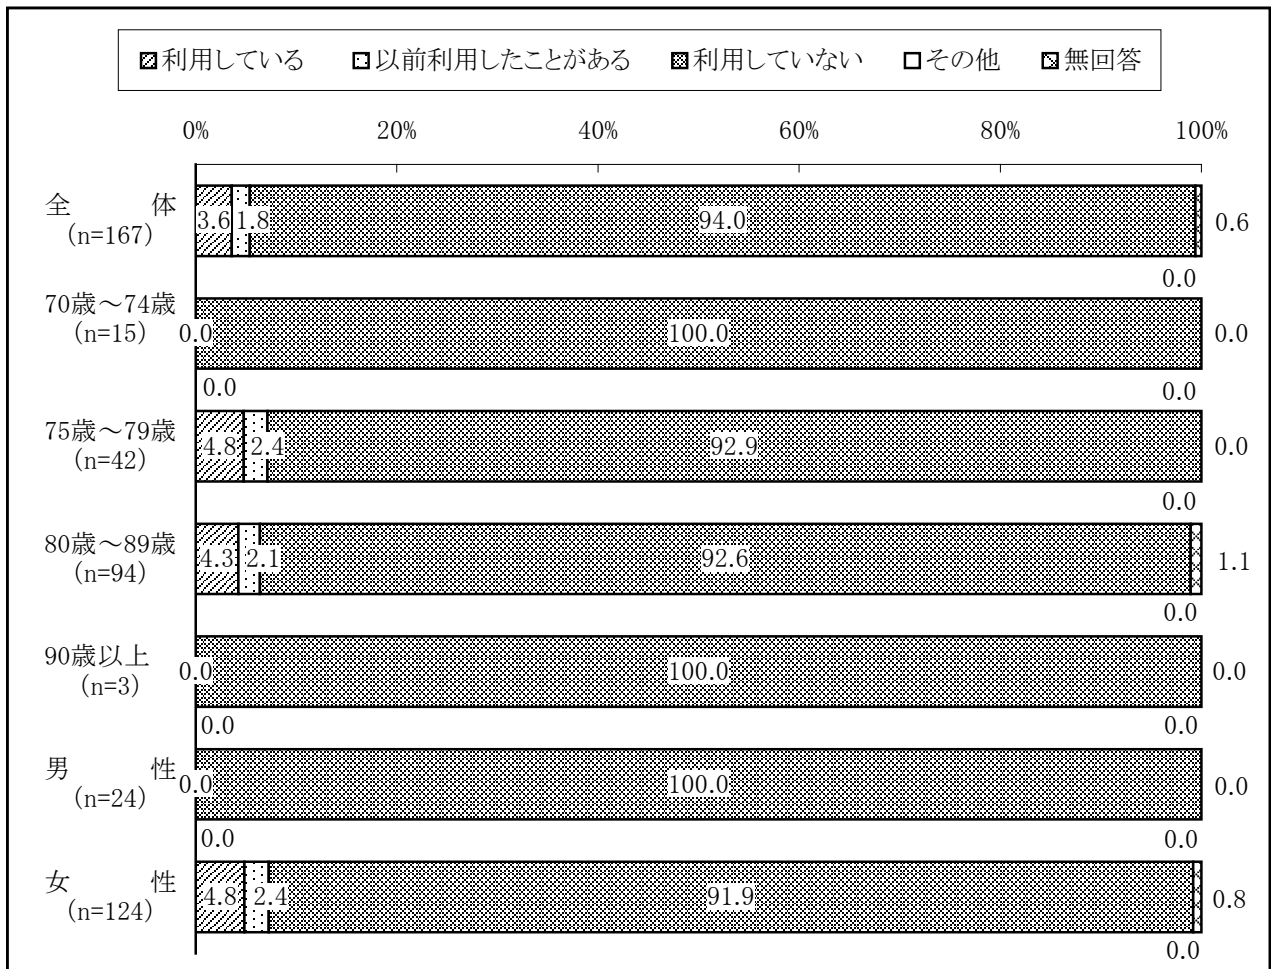 利用している 以前利用したことがある 利用していない その他 無回答
0% 20% 40% 60% 80% 100%
全 体
(n=167)
3.6 1.8 94.0 0.6
0.0
70歳～74歳
(n=15)
0.0 100.0 0.0
0.0 0.0
75歳～79歳
(n=42)
4.8 2.4 92.9 0.0
0.0
80歳～89歳
(n=94)
4.3 2.1 92.6 1.1
0.0
90歳以上
(n=3)
0.0 100.0 0.0
0.0 0.0
男 性
(n=24)
0.0 100.0 0.0
0.0 0.0
女 性
(n=124)
4.8 2.4 91.9 0.8
0.0